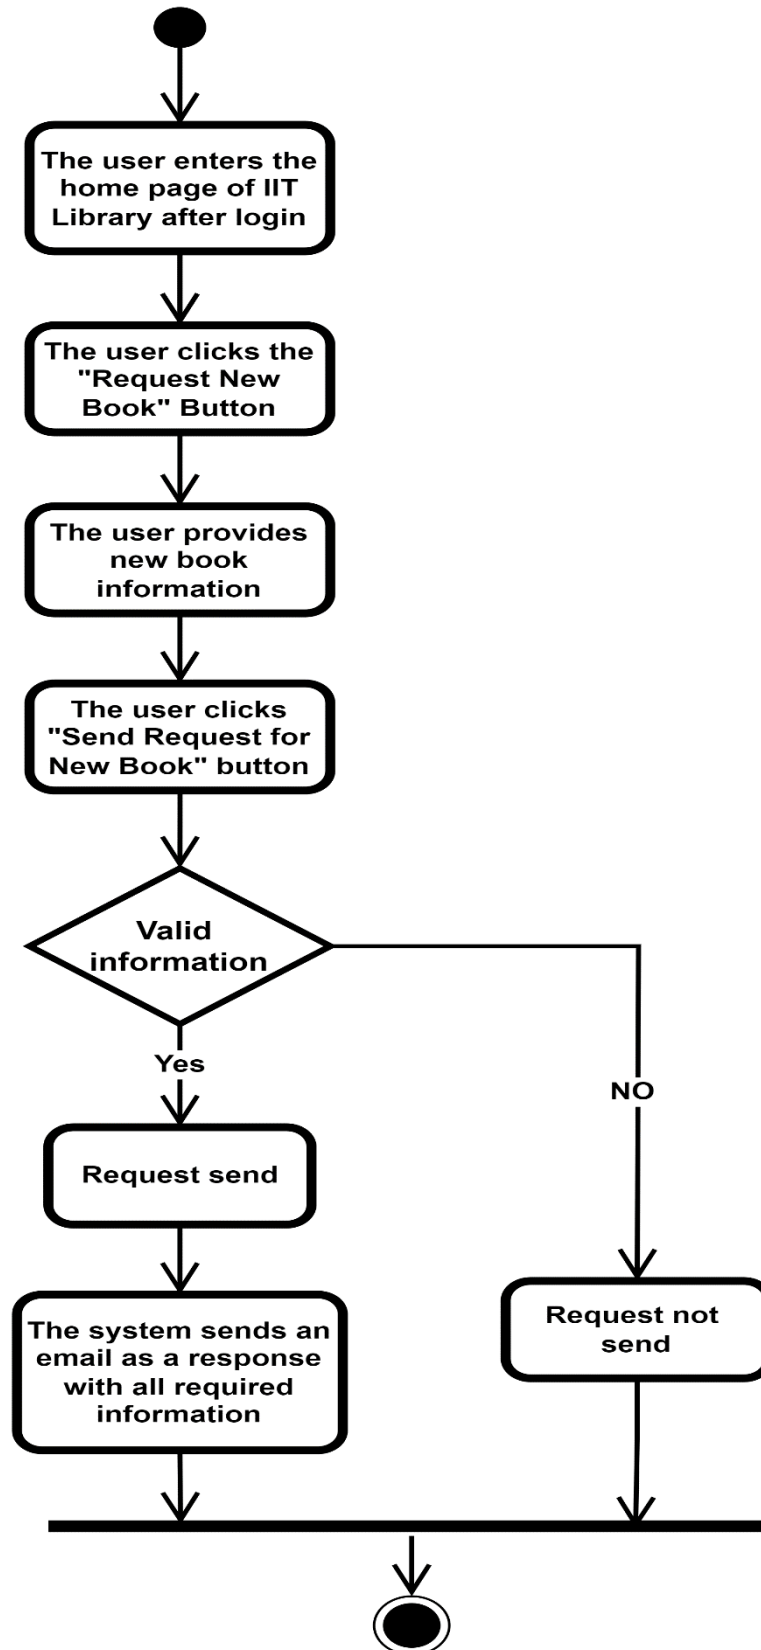 The user enters the
home page of IIT
Library after login
The user clicks the
"Request New
Book" Button
The user provides
new book
information
The user clicks
"Send Request for
New Book" button
Valid
information
Yes
NO
Request send
Request not
send
The system sends an
email as a response
with all required
information